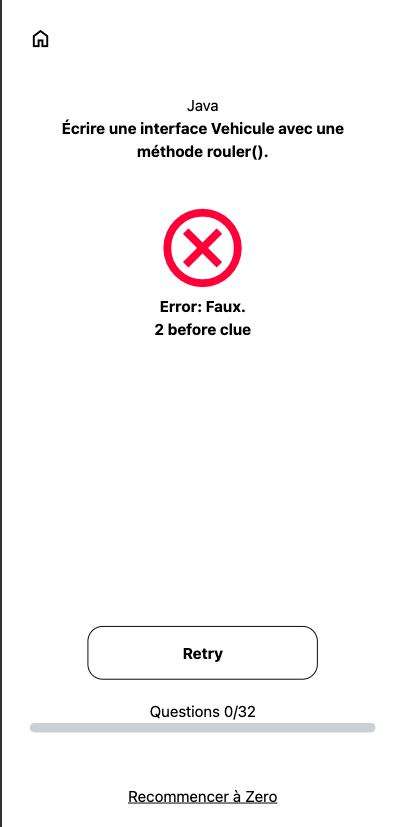 Java
Écrire une interface Vehicule avec une
méthode rouler().
Error: Faux.
2 before clue
Retry
Questions 0/32
Recommencer à Zero